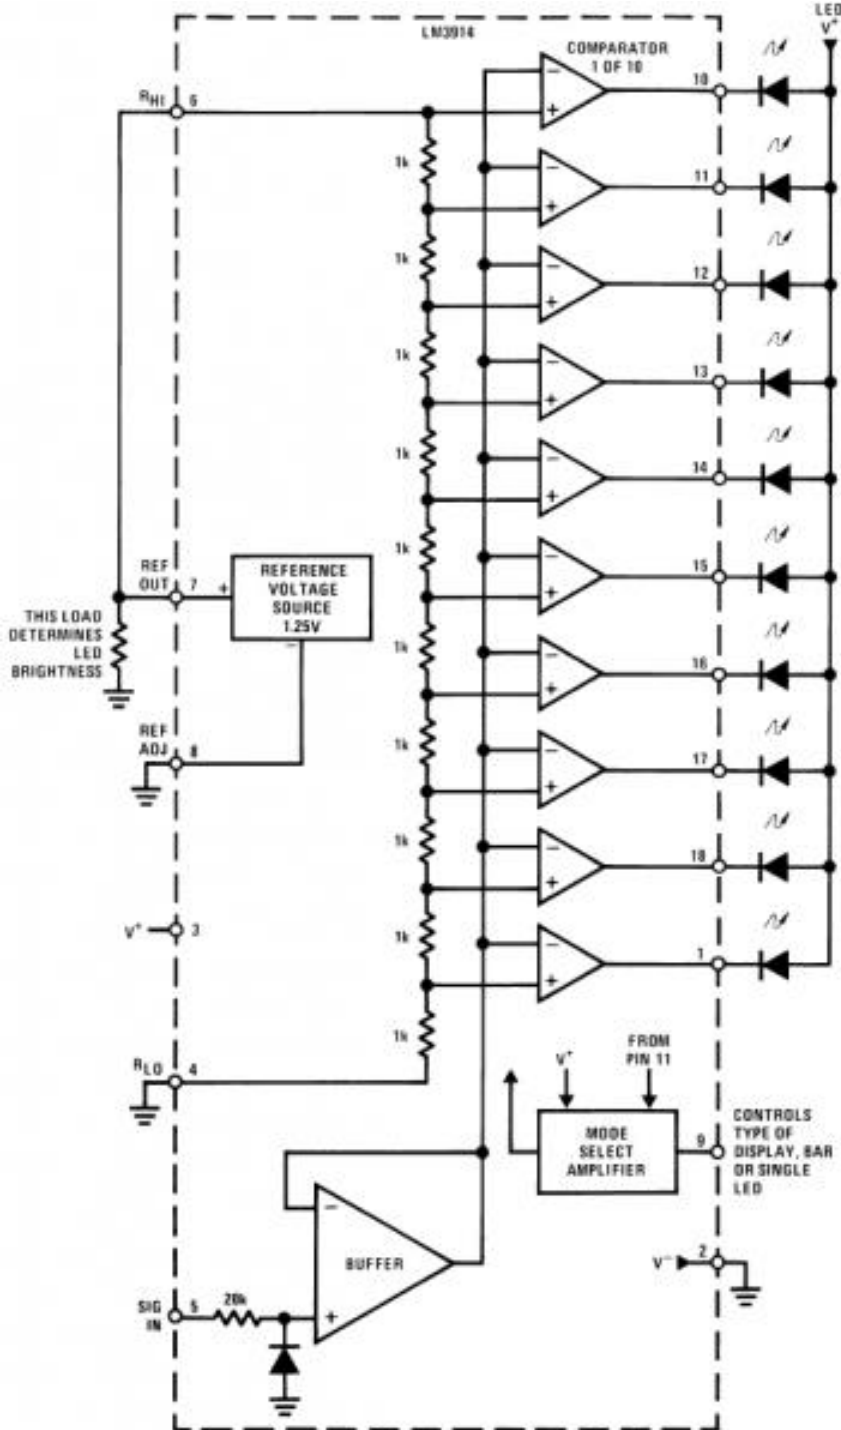 LED
V+
LM3914
COMPARATOR
1 OF 10
RHI
6
10
11
12
13
14
15
16
17
18
1
1k
1k
1k
1k
1k
1k
1k
1k
1k
1k
−
+
−
+
−
+
−
+
−
+
−
+
−
+
−
+
−
+
−
+
REF
OUT
7
+
REFERENCE
VOLTAGE
SOURCE
1.25V
−
THIS LOAD
DETERMINES
LED
BRIGHTNESS
REF
ADJ
8
V+
3
RLO
4
V+
FROM
PIN 11
MODE
SELECT
AMPLIFIER
9
CONTROLS
TYPE OF
DISPLAY, BAR
OR SINGLE
LED
−
BUFFER
+
V−
2
SIG
IN
5
20k